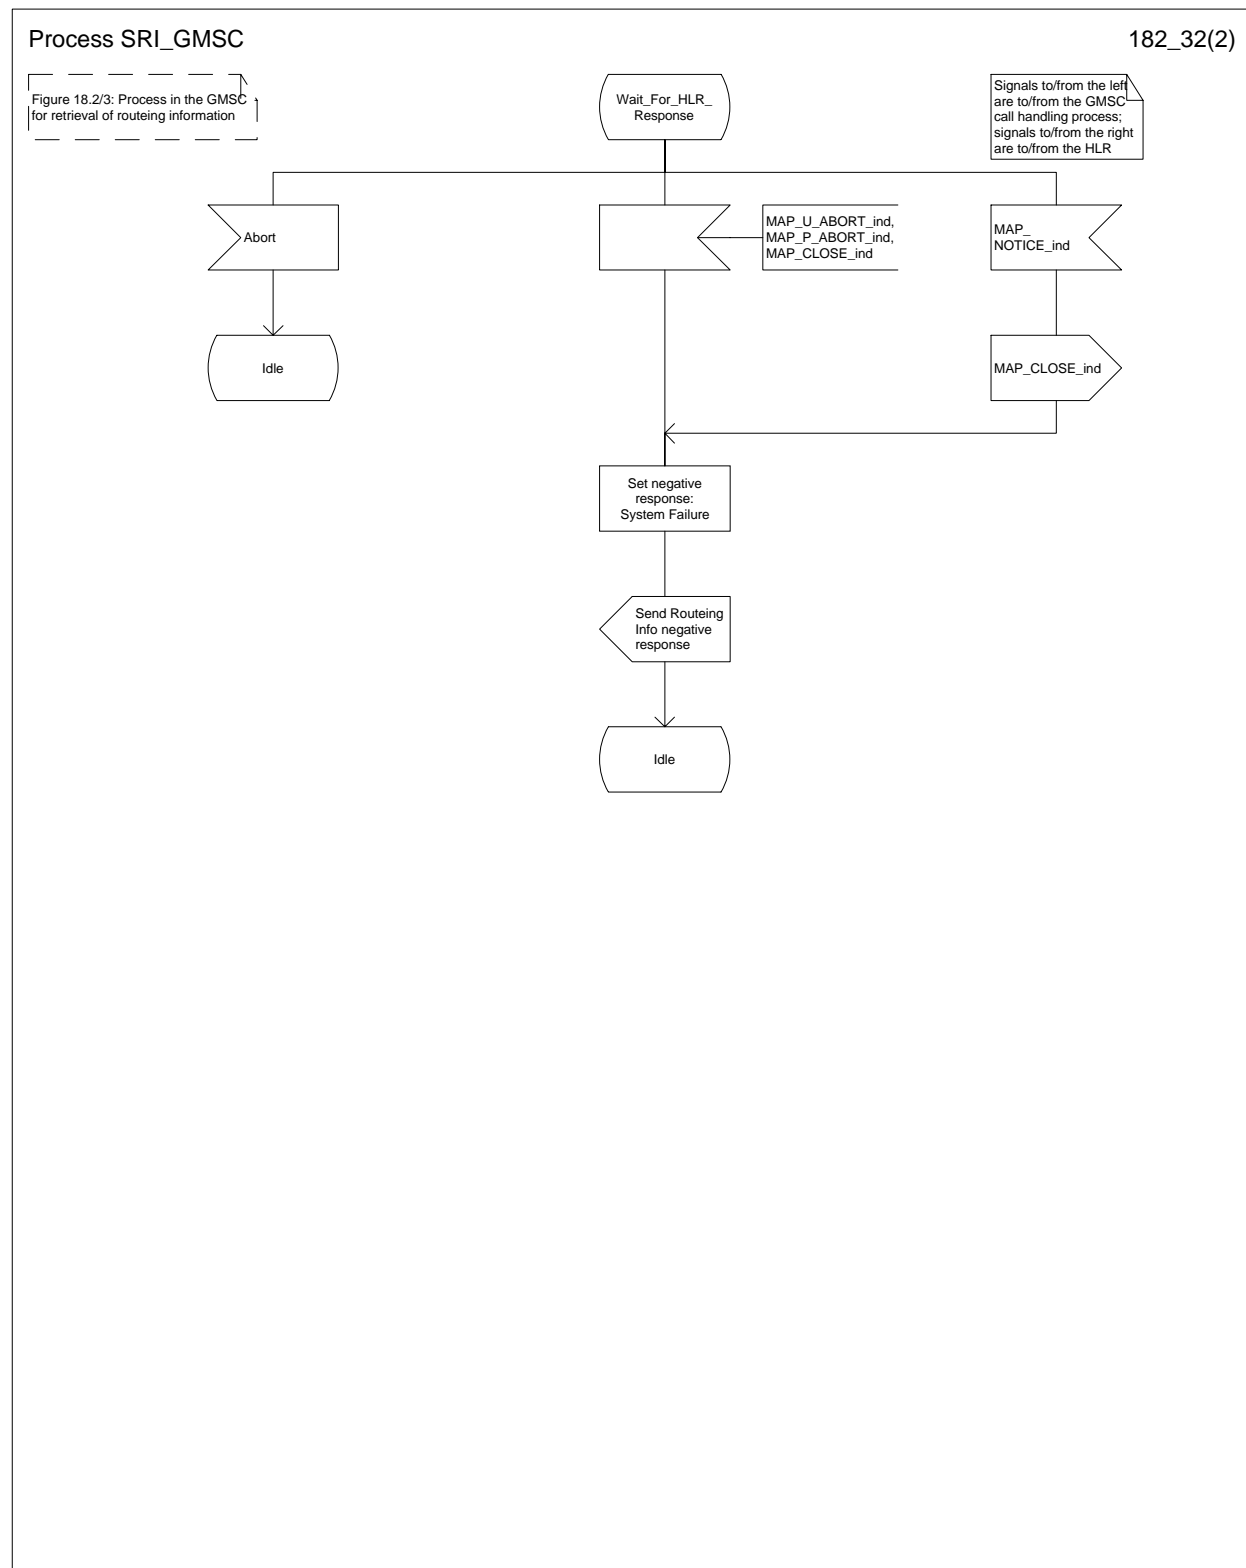 Process SRI_GMSC
182_32(2)
Figure 18.2/3: Process in the GMSC
for retrieval of routeing information
Wait_For_HLR_
Response
Signals to/from the left
are to/from the GMSC
call handling process;
signals to/from the right
are to/from the HLR
Abort
MAP_U_ABORT_ind,
MAP_P_ABORT_ind,
MAP_CLOSE_ind
MAP_
NOTICE_ind
Idle
MAP_CLOSE_ind
Set negative
response:
System Failure
Send Routeing
Info negative
response
Idle